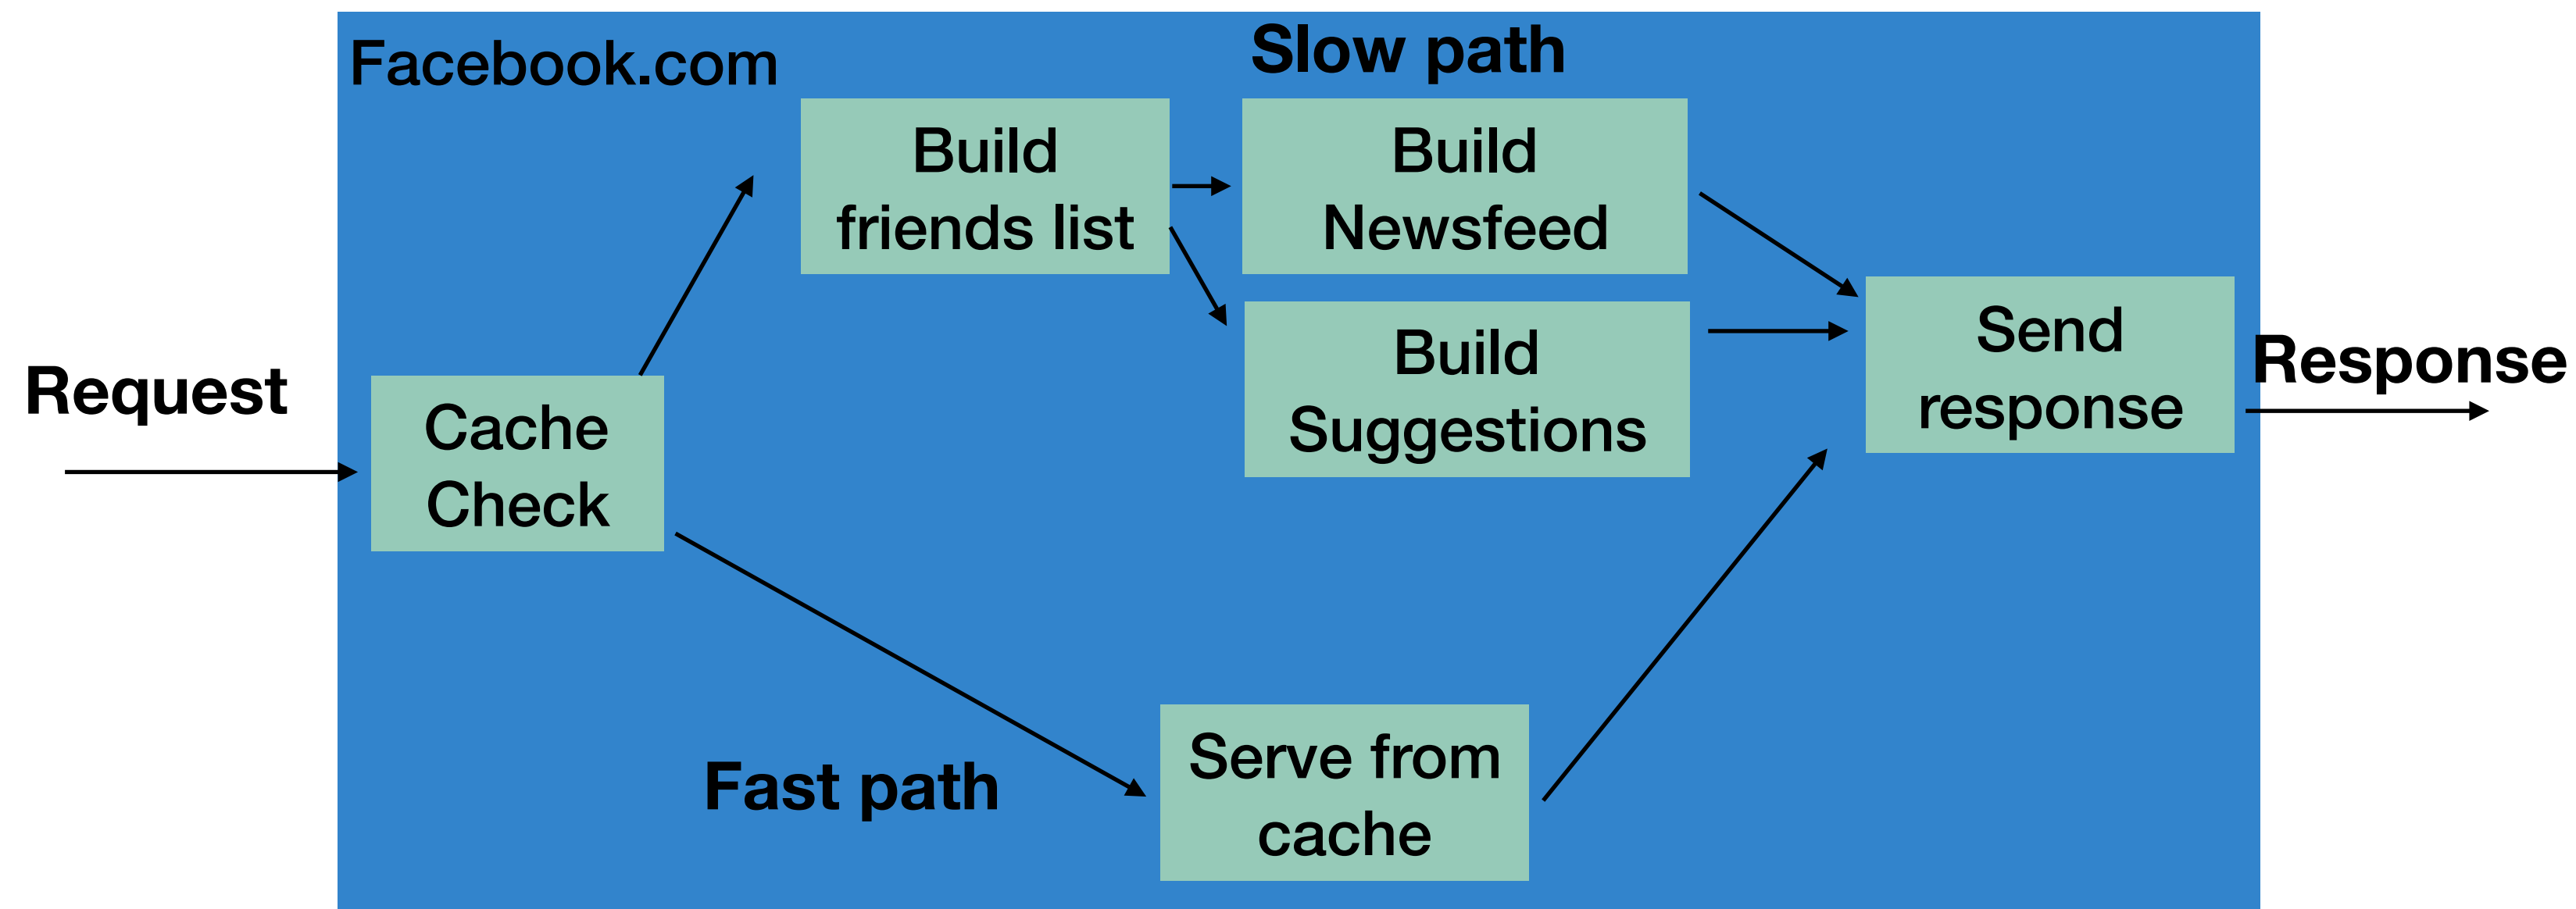 Facebook.com
Slow path
Build
friends list
Build
Newsfeed
Build
Suggestions
Send
response
Request
Response
Cache
Check
Fast path
Serve from
cache